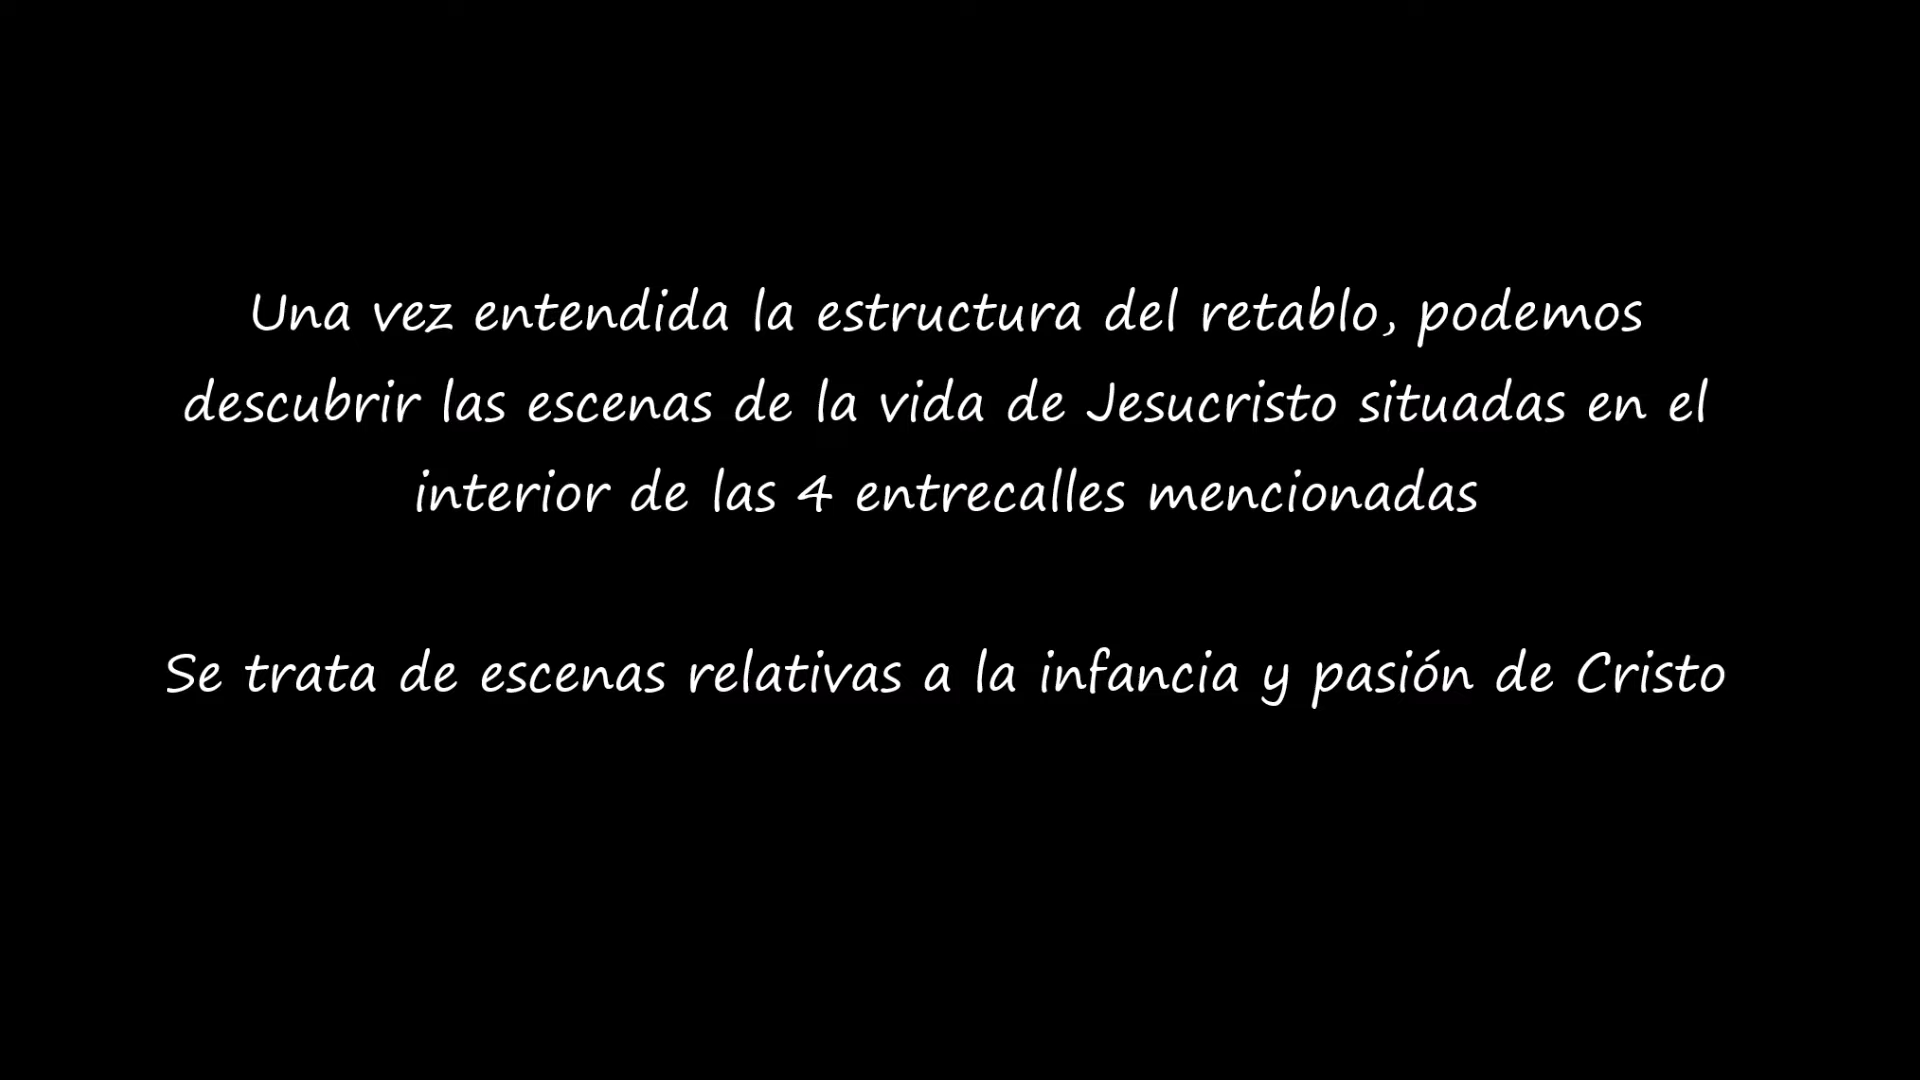 Una vez entendida la estructura del retablo, podemos
descubrir las escenas de la vida de Jesucristo situadas en el
interior de las 4 entrecalles mencionadas
Se trata de escenas relativas a la infancia y pasión de Cristo